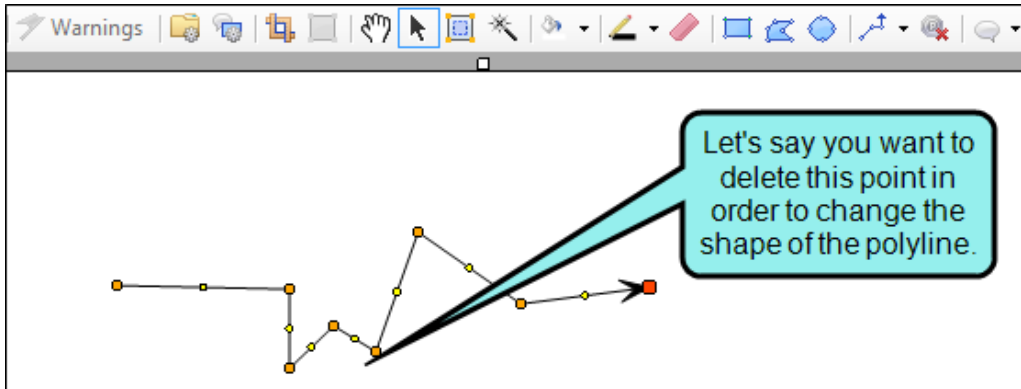 Warnings
Let's say you want to
delete this point in
order to change the
shape of the polyline.